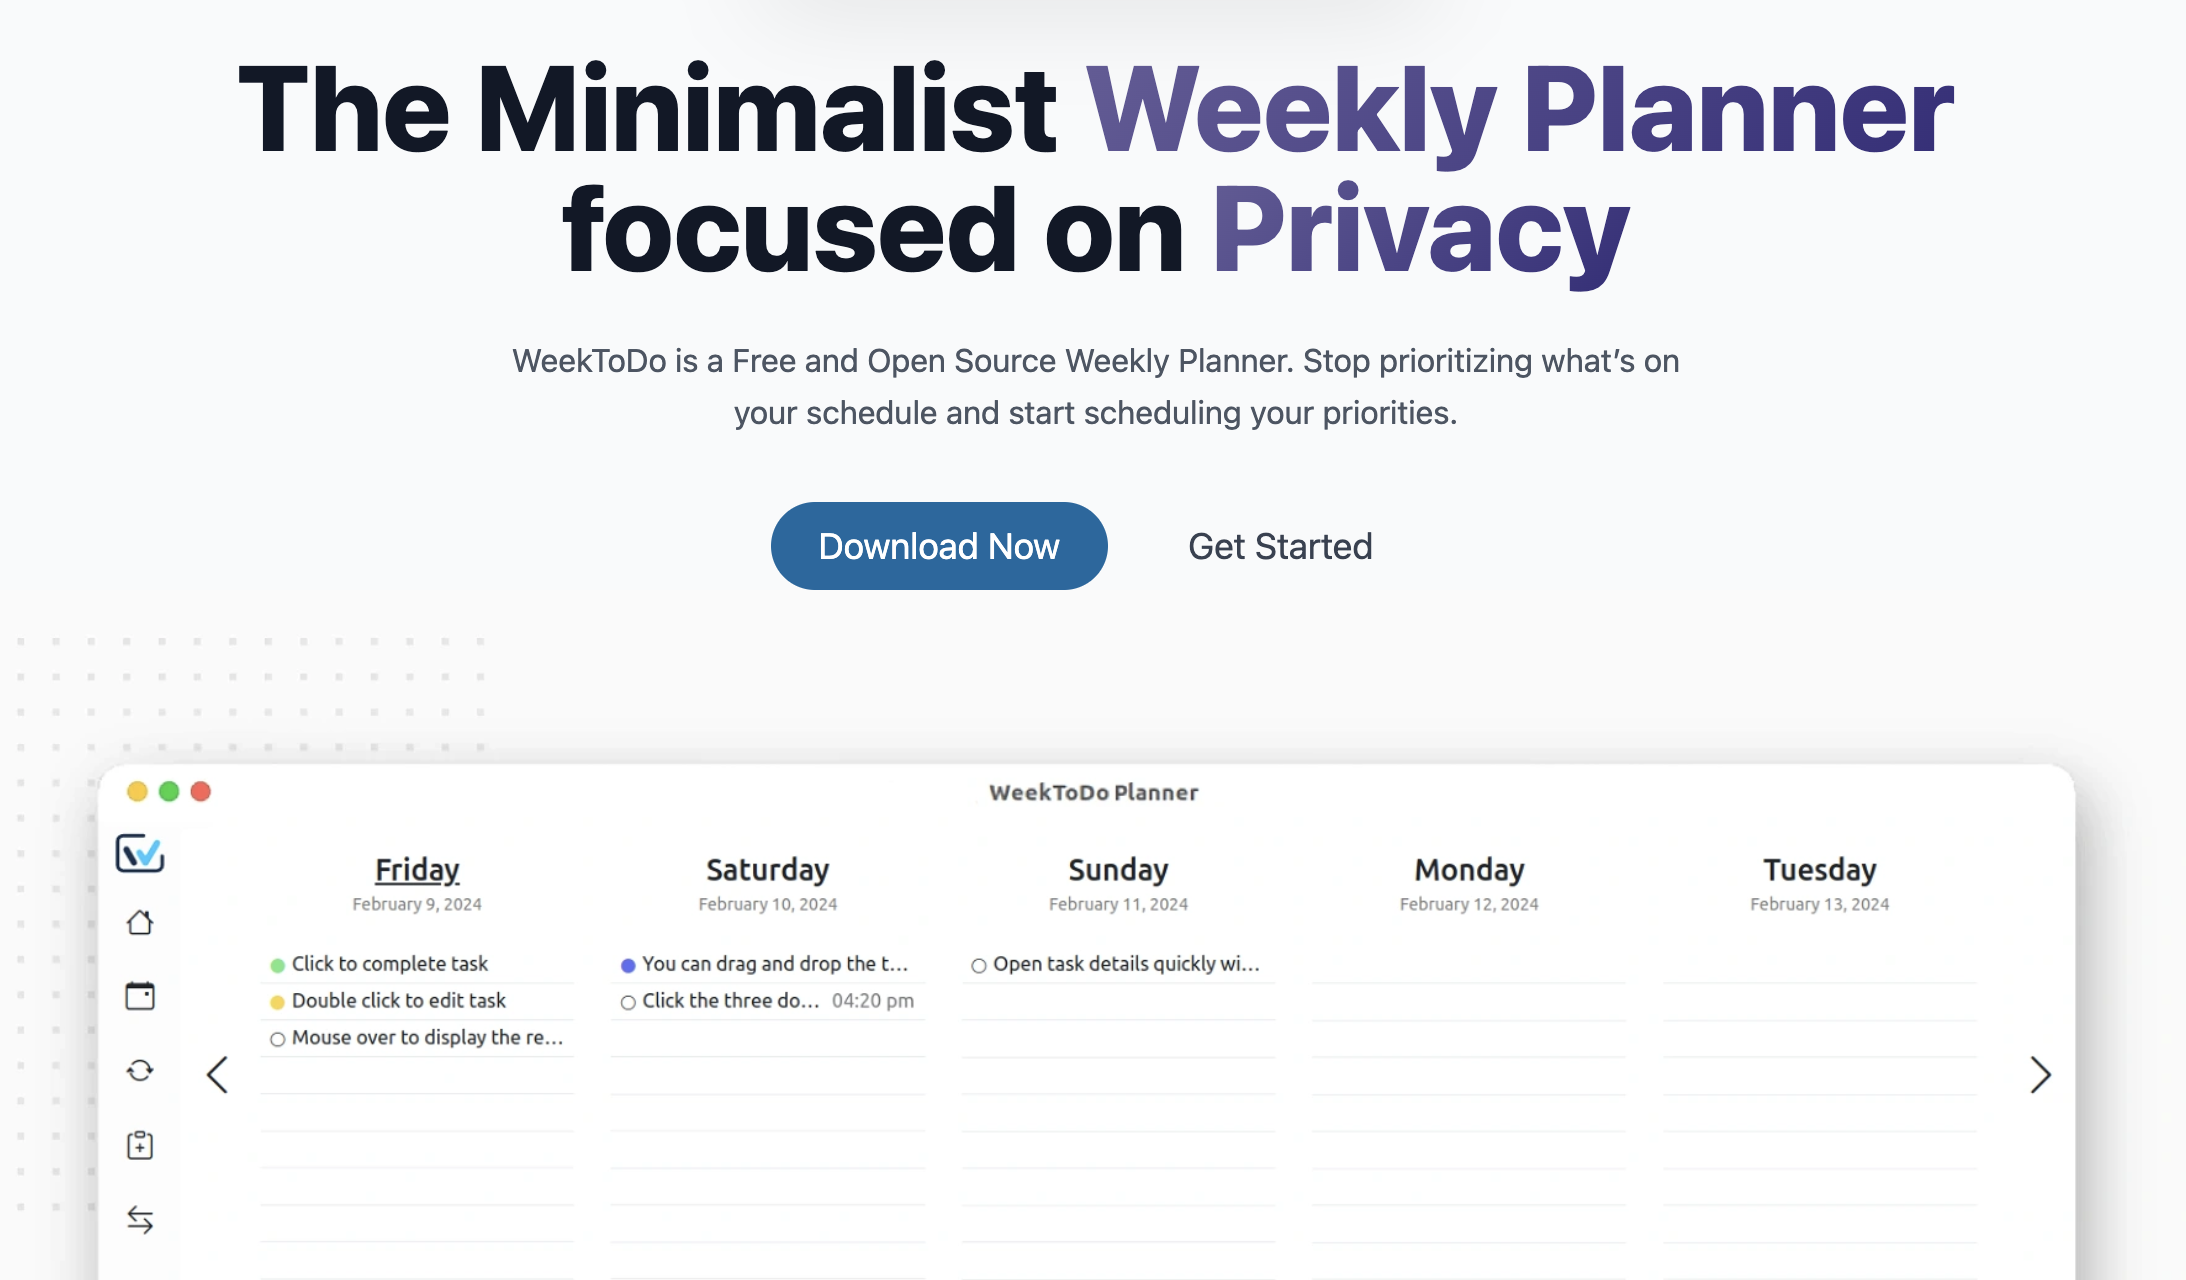 The Minimalist Weekly Planner
focused on Privacy
WeekToDo is a Free and Open Source Weekly Planner. Stop prioritizing what’s on
your schedule and start scheduling your priorities.
Download Now
Get Started
WeekToDo Planner
Friday
February 9, 2024
Click to complete task
Double click to edit task
Mouse over to display the re...
Saturday
February 10, 2024
You can drag and drop the t...
Click the three do... 04:20 pm
Sunday
February 11, 2024
Open task details quickly wi...
Monday
February 12, 2024
Tuesday
February 13, 2024